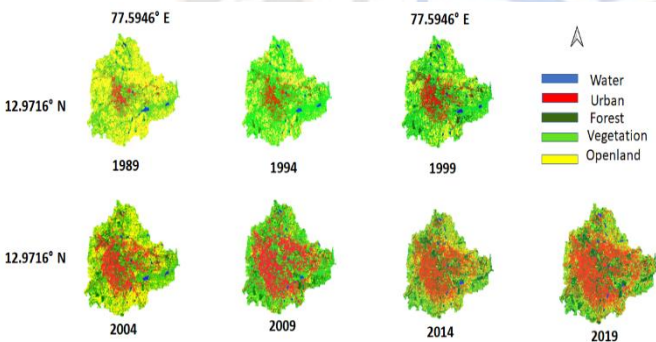 77.5946° E
77.5946° E
12.9716° N
1989
1994
1999
Water
Urban
Forest
Vegetation
Openland
12.9716° N
2004
2009
2014
2019